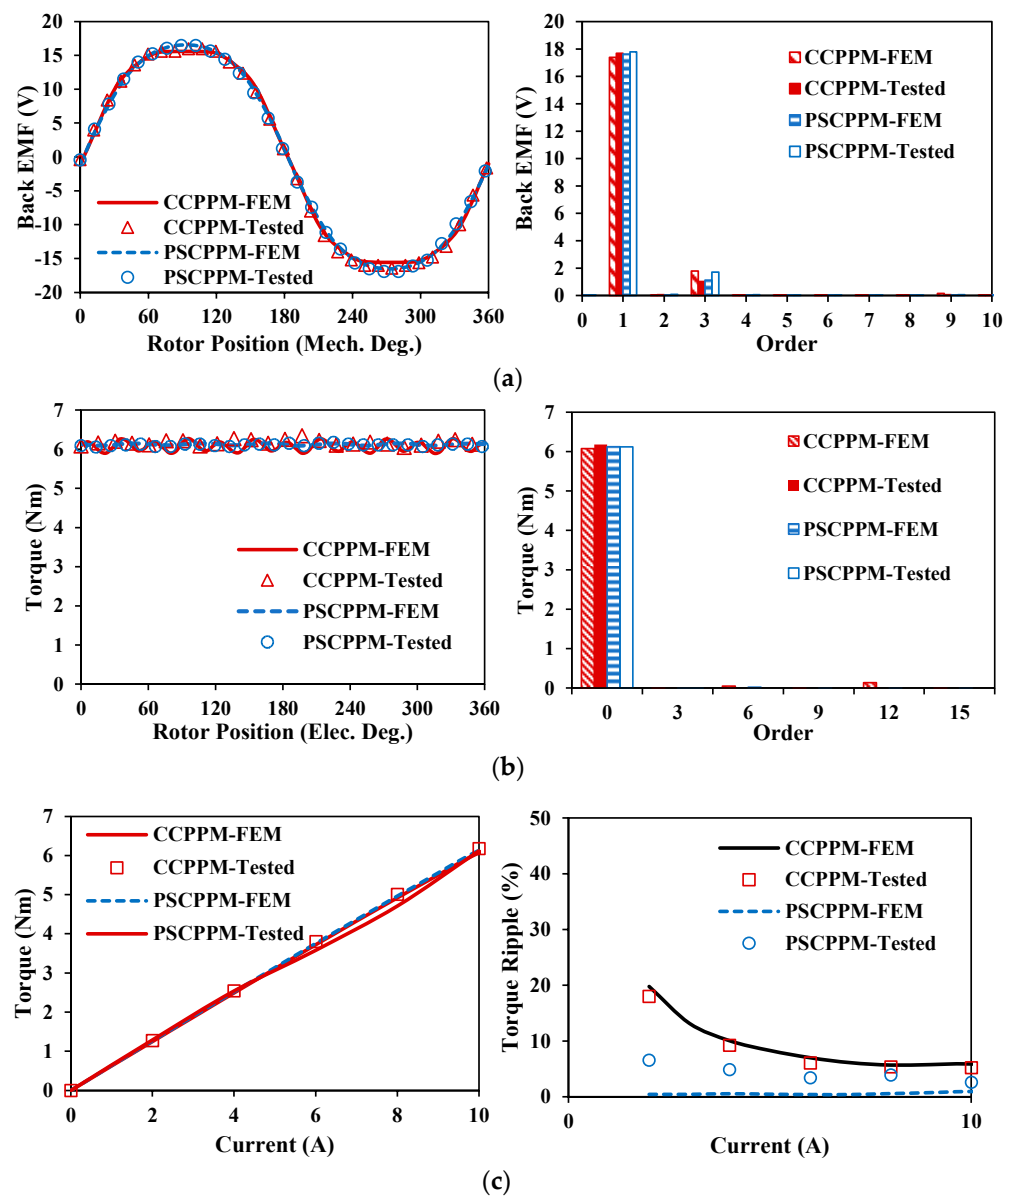 20
15
10
5
0
-5
-10
-15
-20
Back EMF (V)
CCPPM-FEM
CCPPM-Tested
PSCPPM-FEM
PSCPPM-Tested
0 60 120 180 240 300 360
Rotor Position (Mech. Deg.)
20
18
16
14
12
10
8
6
4
2
0
Back EMF (V)
CCPPM-FEM
CCPPM-Tested
PSCPPM-FEM
PSCPPM-Tested
0 1 2 3 4 5 6 7 8 9 10
Order
(a)
7
6
5
4
3
2
1
0
Torque (Nm)
CCPPM-FEM
CCPPM-Tested
PSCPPM-FEM
PSCPPM-Tested
0 60 120 180 240 300 360
Rotor Position (Elec. Deg.)
7
6
5
4
3
2
1
0
Torque (Nm)
CCPPM-FEM
CCPPM-Tested
PSCPPM-FEM
PSCPPM-Tested
0 3 6 9 12 15
Order
(b)
7
6
5
4
3
2
1
0
Torque (Nm)
CCPPM-FEM
CCPPM-Tested
PSCPPM-FEM
PSCPPM-Tested
0 2 4 6 8 10
Current (A)
50
40
30
20
10
0
Torque Ripple (%)
CCPPM-FEM
CCPPM-Tested
PSCPPM-FEM
PSCPPM-Tested
0 10
Current (A)
(c)